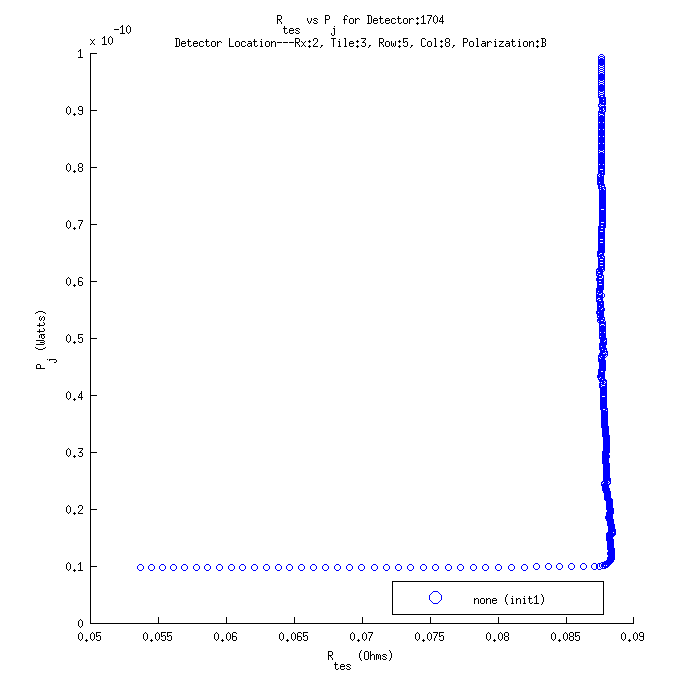 R_tes vs P_j for Detector:1704
Detector Location---Rx:2, Tile:3, Row:5, Col:8, Polarization:B
x 10^-10
1
0.9
0.8
0.7
0.6
0.5
0.4
0.3
0.2
0.1
0
P_j (Watts)
none (init1)
0.05 0.055 0.06 0.065 0.07 0.075 0.08 0.085 0.09
R_tes (Ohms)